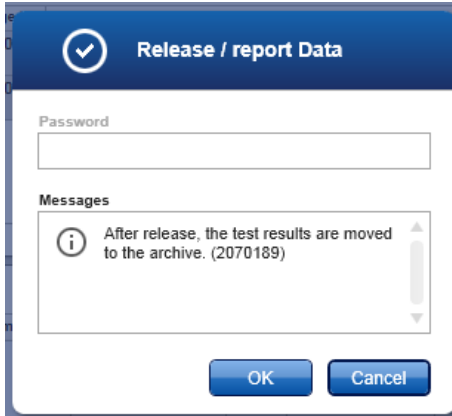 Release / report Data
Password
Messages
After release, the test results are moved
to the archive. (2070189)
OK
Cancel